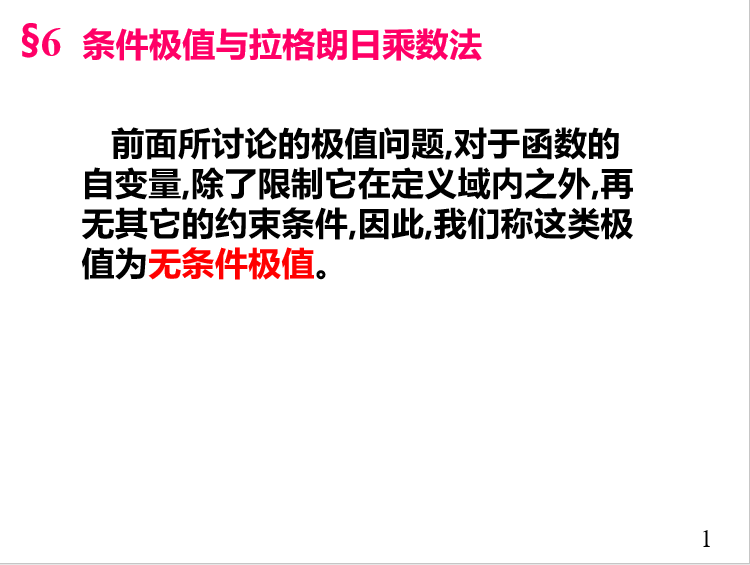 §6 条件极值与拉格朗日乘数法
前面所讨论的极值问题,对于函数的
自变量,除了限制它在定义域内之外,再
无其它的约束条件,因此,我们称这类极
值为无条件极值。
1